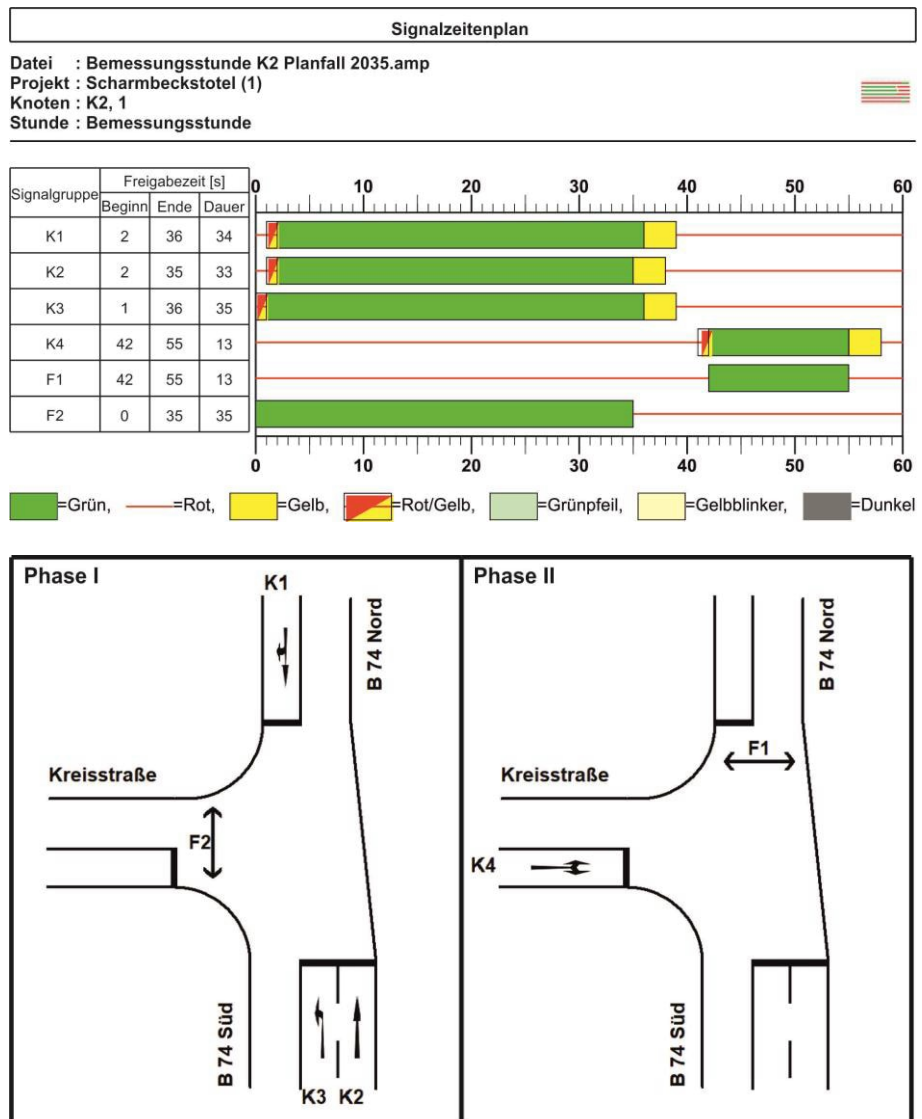 Signalzeitenplan
Datei : Bemessungsstunde K2 Planfall 2035.amp
Projekt : Scharmbeckstotel (1)
Knoten : K2, 1
Stunde : Bemessungsstunde
Signalgruppe Freigabezeit [s]
Beginn Ende Dauer
0 10 20 30 40 50 60
K1 2 36 34
K2 2 35 33
K3 1 36 35
K4 42 55 13
F1 42 55 13
F2 0 35 35
0 10 20 30 40 50 60
=Grün, =Rot, =Gelb, =Rot/Gelb, =Grünpfeil, =Gelbblinker, =Dunkel
Phase I
K1
B 74 Nord
Kreisstraße
F2
B 74 Süd
K3 K2
Phase II
B 74 Nord
F1
Kreisstraße
K4
B 74 Süd